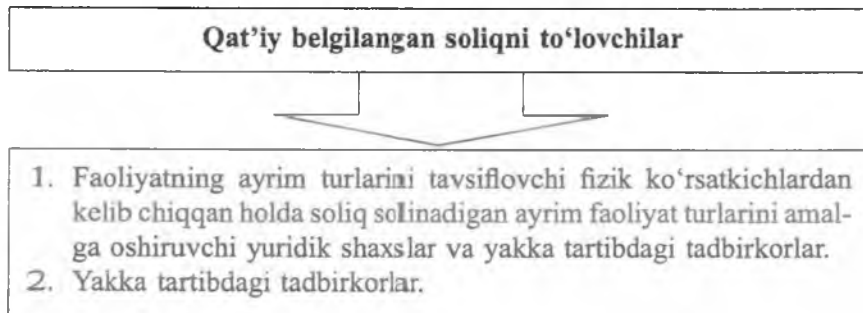 Qat’iy belgilangan soliqni to‘lovchilar
1. Faoliyatning ayrim turlarini tavsiflovchi fizik ko‘rsatkichlardan
kelib chiqqan holda soliq solinadigan ayrim faoliyat turlarini amal-
ga oshiruvchi yuridik shaxslar va yakka tartibdagi tadbirkorlar.
2. Yakka tartibdagi tadbirkorlar.